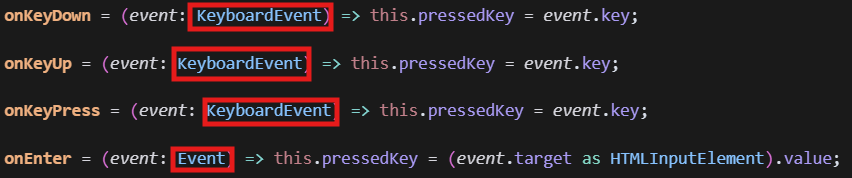 onKeyDown = (event: KeyboardEvent) => this.pressedKey = event.key;
onKeyUp = (event: KeyboardEvent) => this.pressedKey = event.key;
onKeyPress = (event: KeyboardEvent) => this.pressedKey = event.key;
onEnter = (event: Event) => this.pressedKey = (event.target as HTMLInputElement).value;